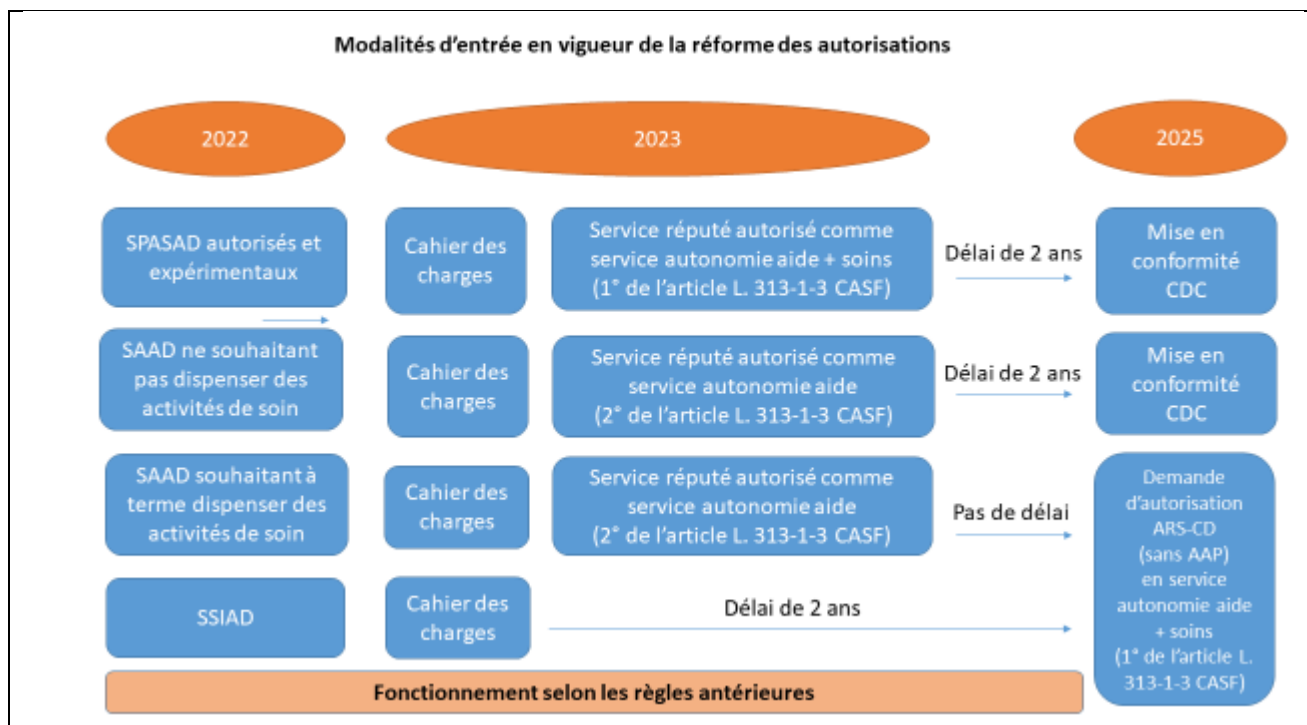 Modalités d'entrée en vigueur de la réforme des autorisations
2022
2023
2025
SPASAD autorisés et
expérimentaux
Cahier des
charges
Service réputé autorisé comme
service autonomie aide + soins
(1° de l'article L. 313-1-3 CASF)
Délai de 2 ans
Mise en
conformité
CDC
SAAD ne souhaitant
pas dispenser des
activités de soin
Cahier des
charges
Service réputé autorisé comme
service autonomie aide
(2° de l'article L. 313-1-3 CASF)
Délai de 2 ans
Mise en
conformité
CDC
SAAD souhaitant à
terme dispenser des
activités de soin
Cahier des
charges
Service réputé autorisé comme
service autonomie aide
(2° de l'article L. 313-1-3 CASF)
Pas de délai
Demande
d'autorisation
ARS-CD
(sans AAP)
en service
autonomie aide
+ soins
(1° de l'article L.
313-1-3 CASF)
SSIAD
Cahier des
charges
Délai de 2 ans
Fonctionnement selon les règles antérieures